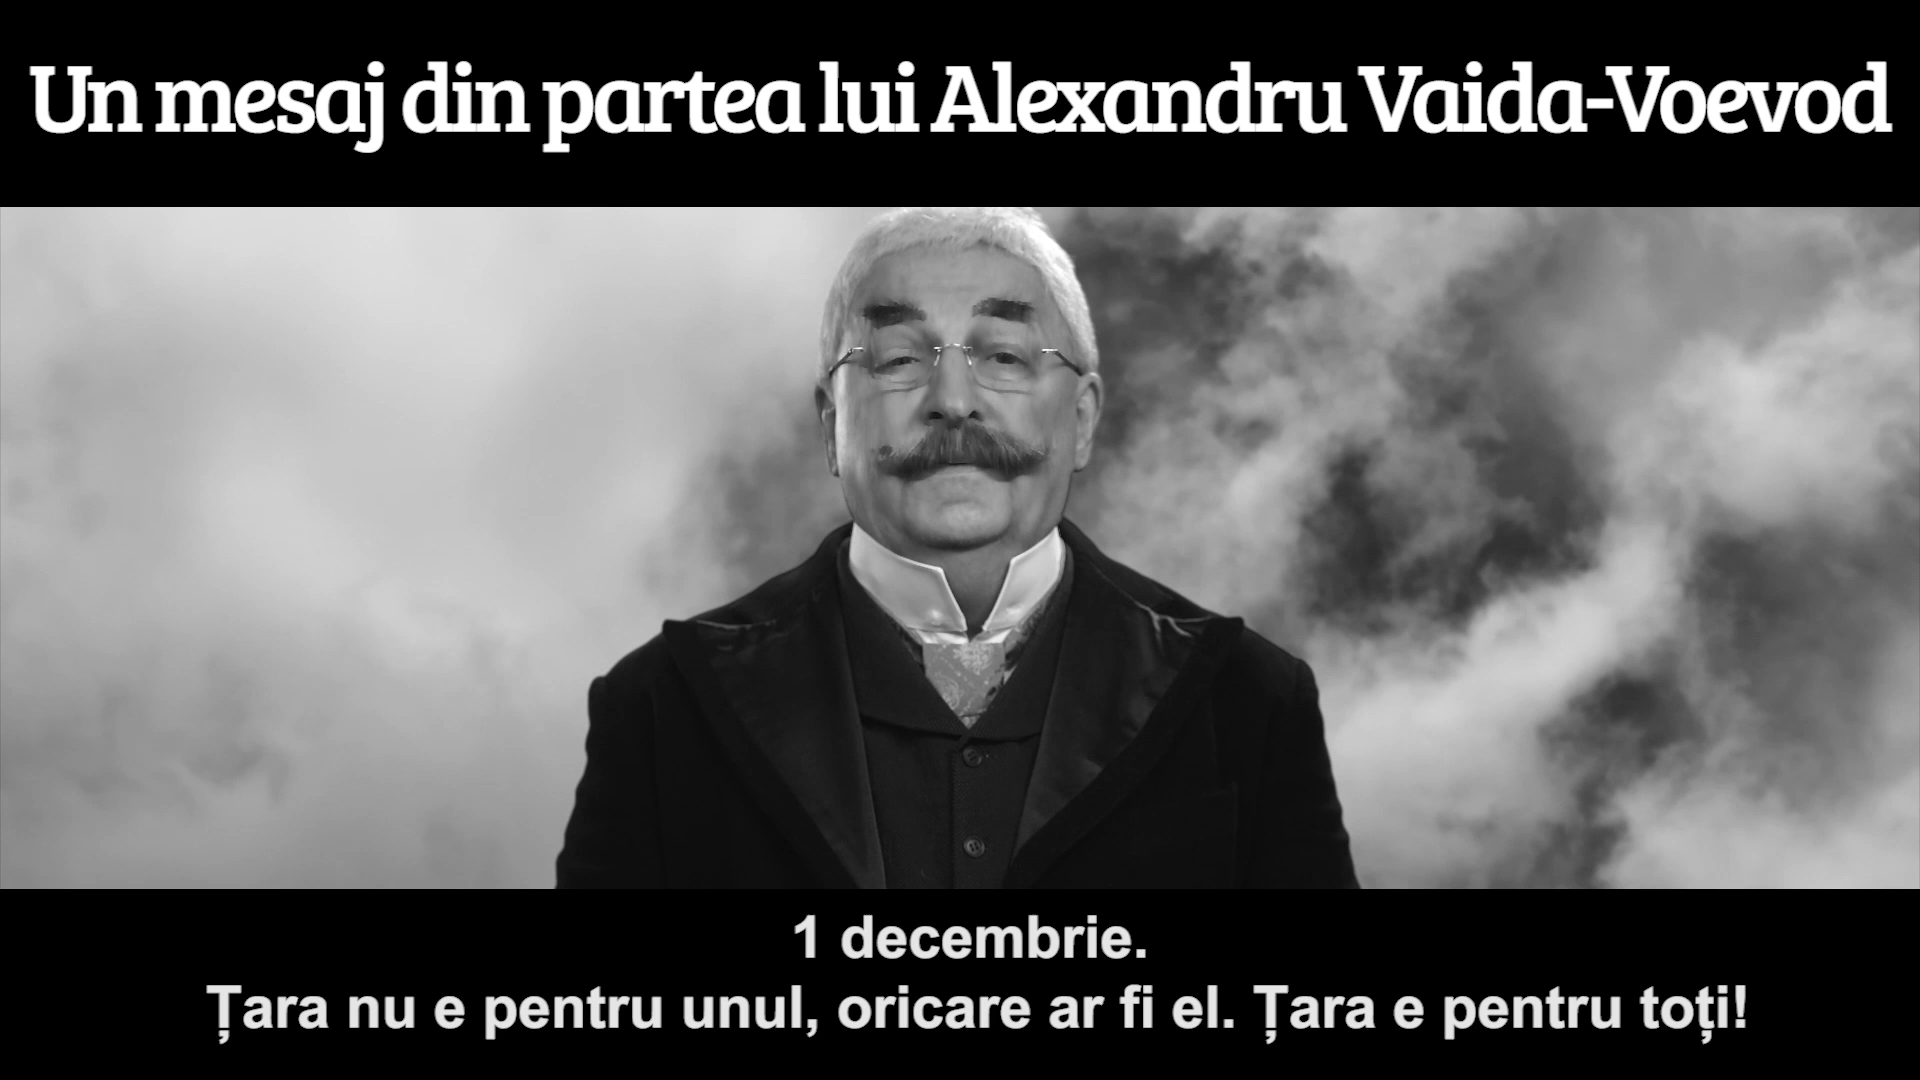 Un mesaj din partea lui Alexandru Vaida-Voevod
1 decembrie.
Țara nu e pentru unul, oricare ar fi el. Țara e pentru toți!